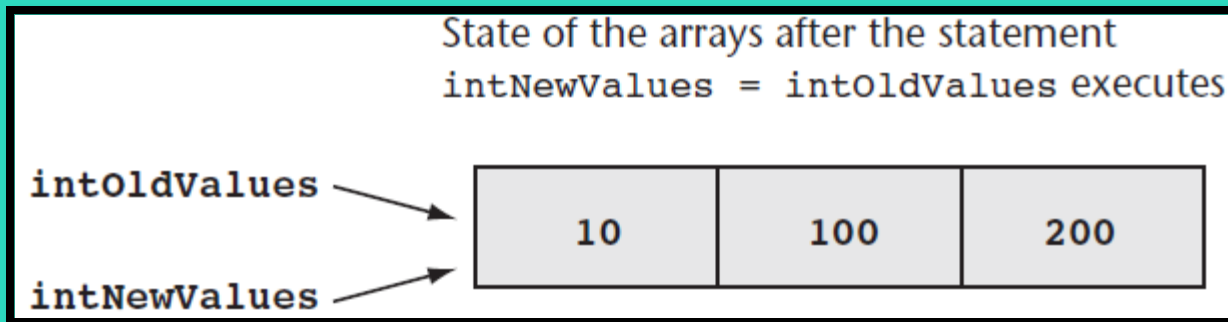 State of the arrays after the statement
intNewValues = intOldValues executes
intOldValues
10 100 200
intNewValues